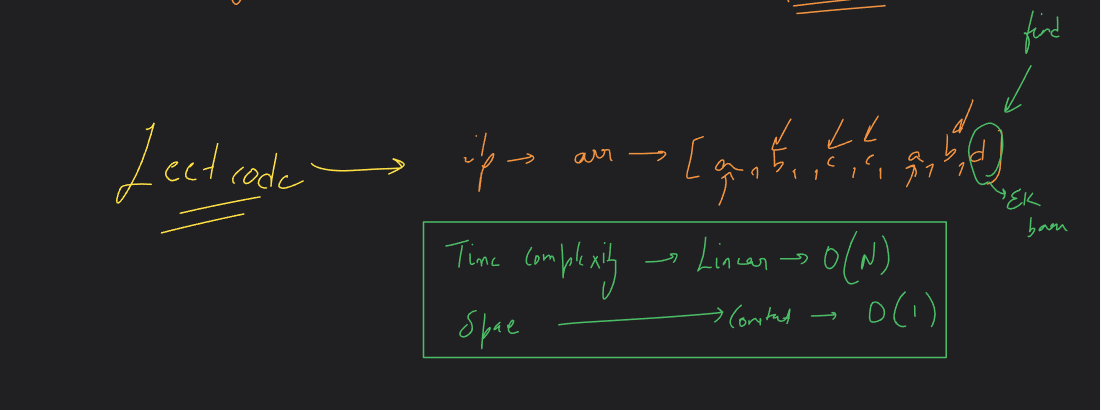 find
Leetcode → i/p → arr → [a, b, c, c, a, b, d]
Ek
baar
Time complexity → Linear → O(N)
Space → Constant → O(1)